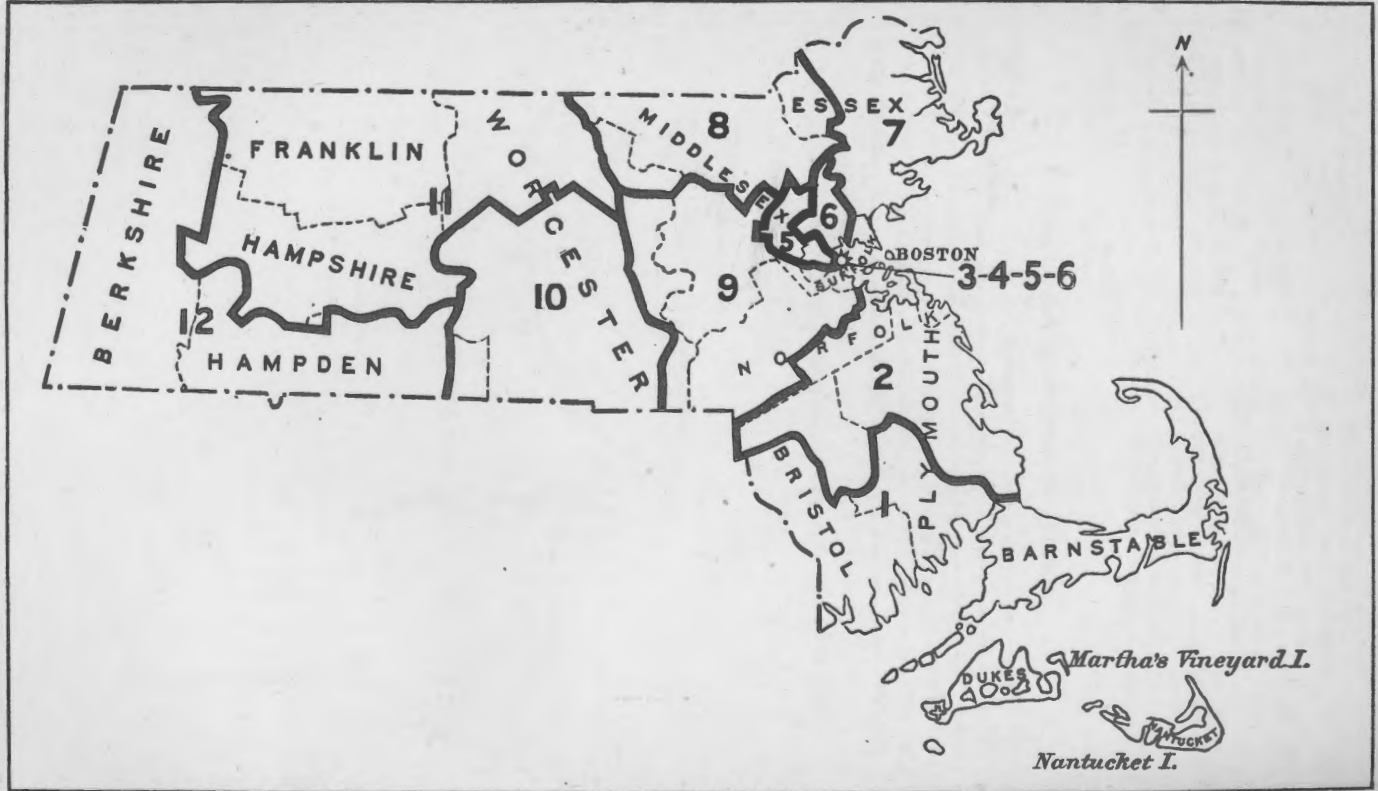 N
ESSEX
7
8
MIDDLESEX
WORCESTER
FRANKLIN
11
BERKSHIRE
6
5
HAMPSHIRE
BOSTON
3-4-5-6
9
10
12
HAMPDEN
NORFOLK
2
PLYMOUTH
BRISTOL
1
BARNSTABLE
Martha's Vineyard I.
DUKES
NANTUCKET
Nantucket I.